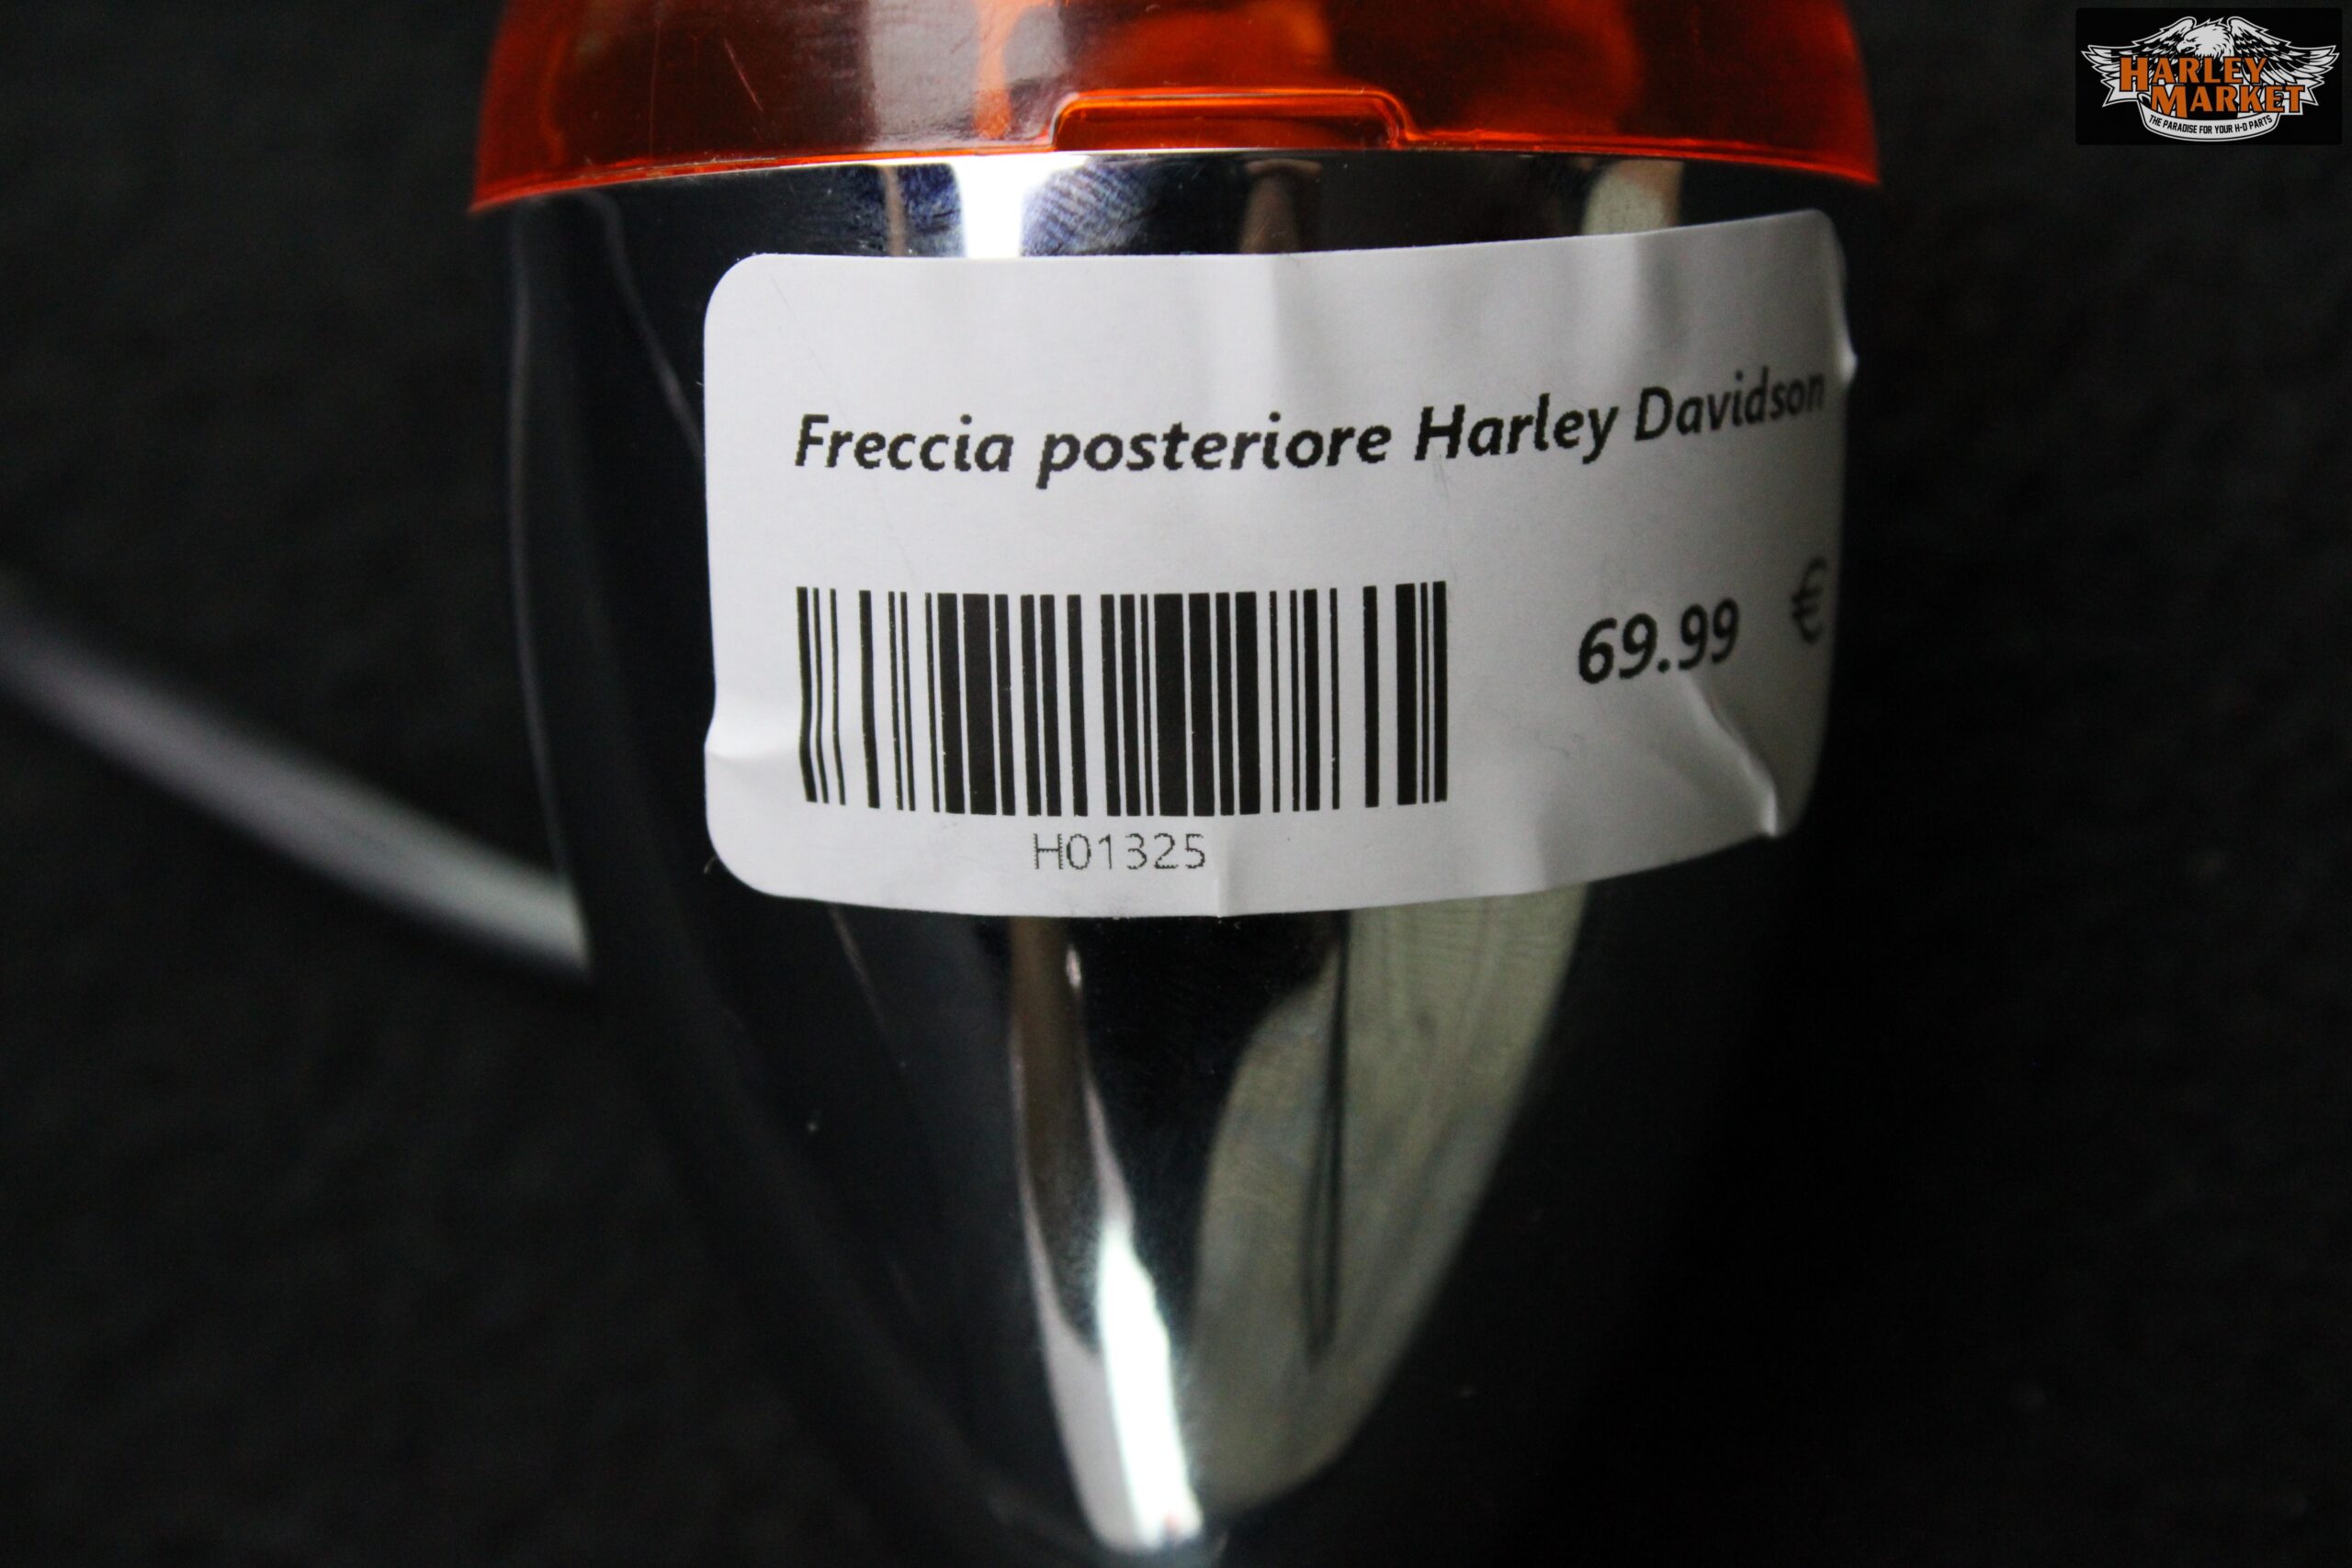 HARLEY
MARKET
THE PARADISE FOR YOUR H-D PARTS
Freccia posteriore Harley Davidson
69.99 €
H01325